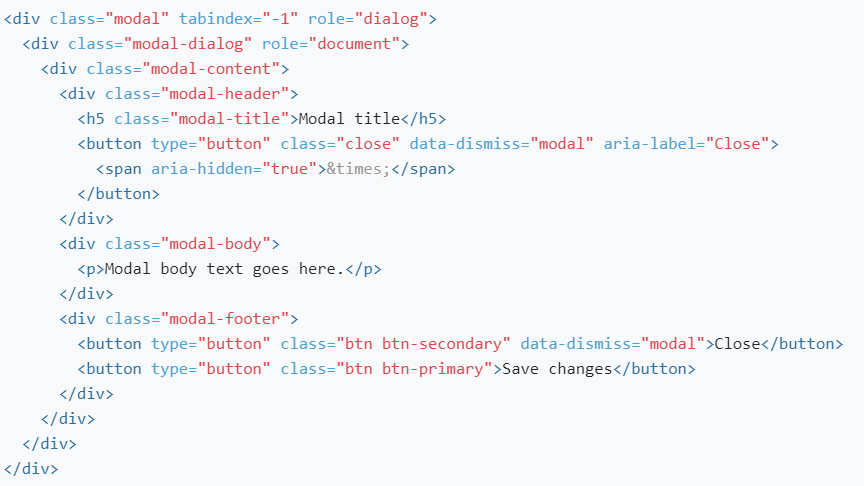 <div class="modal" tabindex="-1" role="dialog">
  <div class="modal-dialog" role="document">
    <div class="modal-content">
      <div class="modal-header">
        <h5 class="modal-title">Modal title</h5>
        <button type="button" class="close" data-dismiss="modal" aria-label="Close">
          <span aria-hidden="true">&times;</span>
        </button>
      </div>
      <div class="modal-body">
        <p>Modal body text goes here.</p>
      </div>
      <div class="modal-footer">
        <button type="button" class="btn btn-secondary" data-dismiss="modal">Close</button>
        <button type="button" class="btn btn-primary">Save changes</button>
      </div>
    </div>
  </div>
</div>